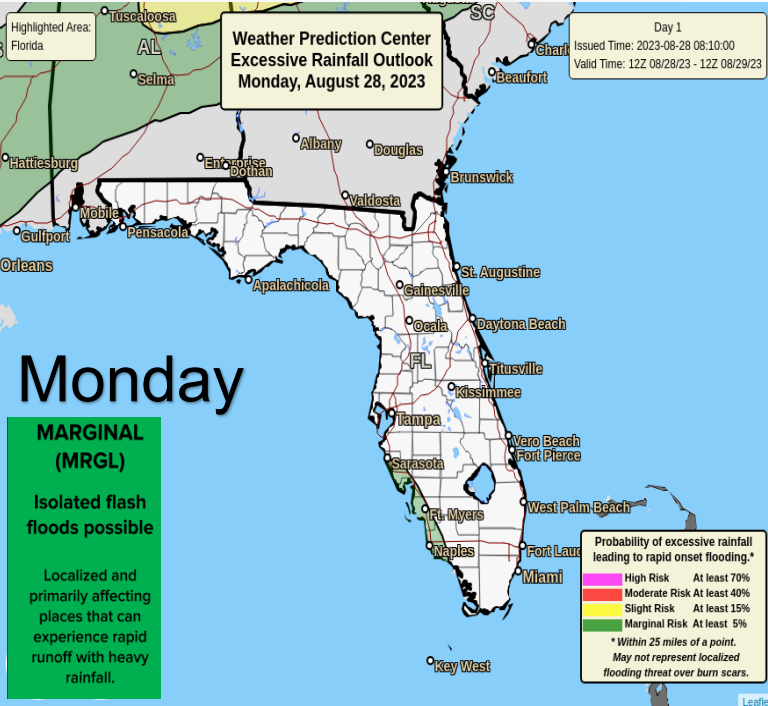 Highlighted Area:
Florida
Weather Prediction Center
Excessive Rainfall Outlook
Monday, August 28, 2023
Day 1
Issued Time: 2023-08-28 08:10:00
Valid Time: 12Z 08/28/23 - 12Z 08/29/23
Tuscaloosa
SC
AL
Charle
Selma
Beaufort
Albany
Douglas
Hattiesburg
Enterprise
Dothan
Brunswick
Valdosta
Mobile
Gulfport
Pensacola
Orleans
St. Augustine
Apalachicola
Gainesville
Ocala
Daytona Beach
FL
Titusville
Monday
Kissimmee
Tampa
MARGINAL
(MRGL)
Isolated flash
floods possible
Localized and
primarily affecting
places that can
experience rapid
runoff with heavy
rainfall.
Vero Beach
Fort Pierce
Sarasota
West Palm Beach
Ft. Myers
Naples
Fort Laud
Miami
Key West
Probability of excessive rainfall
leading to rapid onset flooding.*
High Risk At least 70%
Moderate Risk At least 40%
Slight Risk At least 15%
Marginal Risk At least 5%
* Within 25 miles of a point.
May not represent localized
flooding threat over burn scars.
Leafle